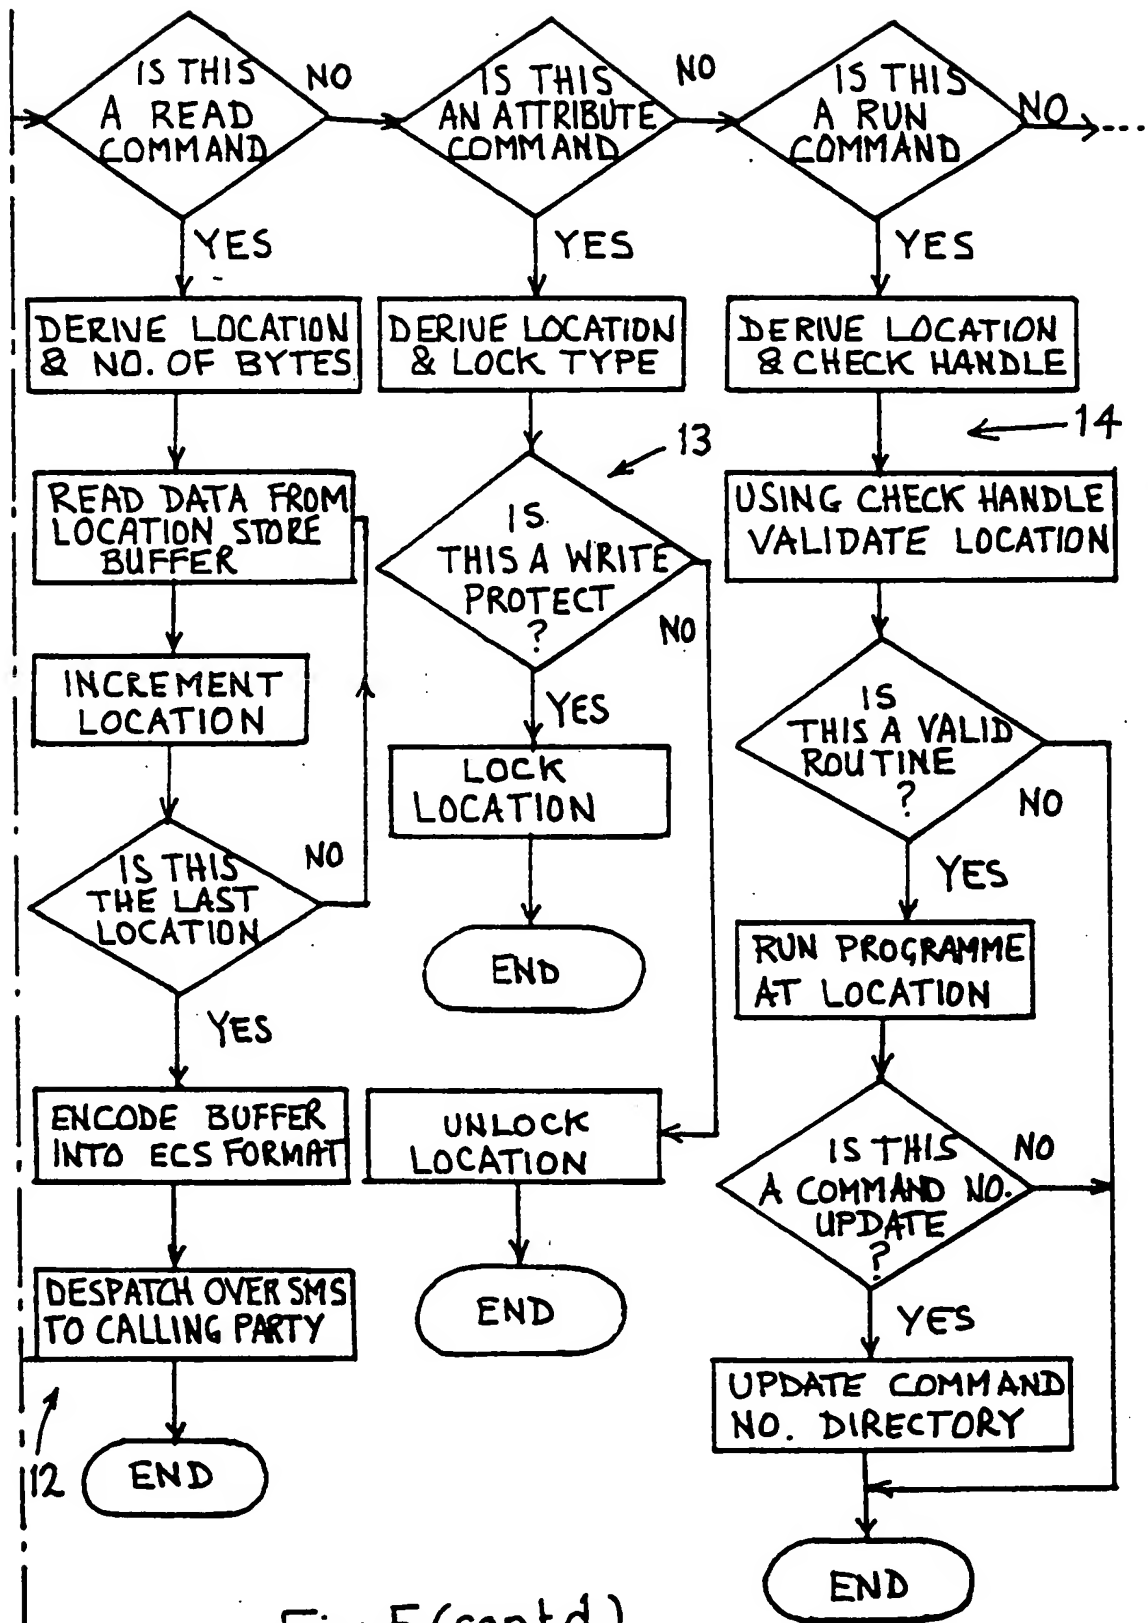 IS THIS
A READ
COMMAND
NO
YES
DERIVE LOCATION
& NO. OF BYTES
READ DATA FROM
LOCATION STORE
BUFFER
INCREMENT
LOCATION
IS THIS
THE LAST
LOCATION
NO
YES
ENCODE BUFFER
INTO ECS FORMAT
DESPATCH OVER SMS
TO CALLING PARTY
12
END
IS THIS
AN ATTRIBUTE
COMMAND
NO
YES
DERIVE LOCATION
& LOCK TYPE
13
IS
THIS A WRITE
PROTECT
?
NO
YES
LOCK
LOCATION
END
UNLOCK
LOCATION
END
IS THIS
A RUN
COMMAND
NO
YES
DERIVE LOCATION
& CHECK HANDLE
14
USING CHECK HANDLE
VALIDATE LOCATION
IS
THIS A VALID
ROUTINE
?
NO
YES
RUN PROGRAMME
AT LOCATION
IS THIS
A COMMAND NO.
UPDATE
?
NO
YES
UPDATE COMMAND
NO. DIRECTORY
END
Fig. 5 (contd.)